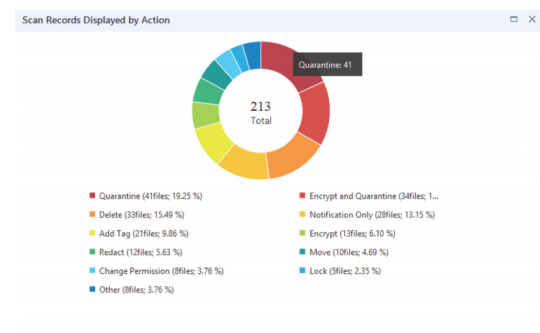 Scan Records Displayed by Action
Quarantine: 41
213
Total
Quarantine (41files; 19.25 %)
Encrypt and Quarantine (34files; 1...
Delete (33files; 15.49 %)
Notification Only (28files; 13.15 %)
Add Tag (21files; 9.86 %)
Encrypt (13files; 6.10 %)
Redact (12files; 5.63 %)
Move (10files; 4.69 %)
Change Permission (8files; 3.76 %)
Lock (5files; 2.35 %)
Other (8files; 3.76 %)